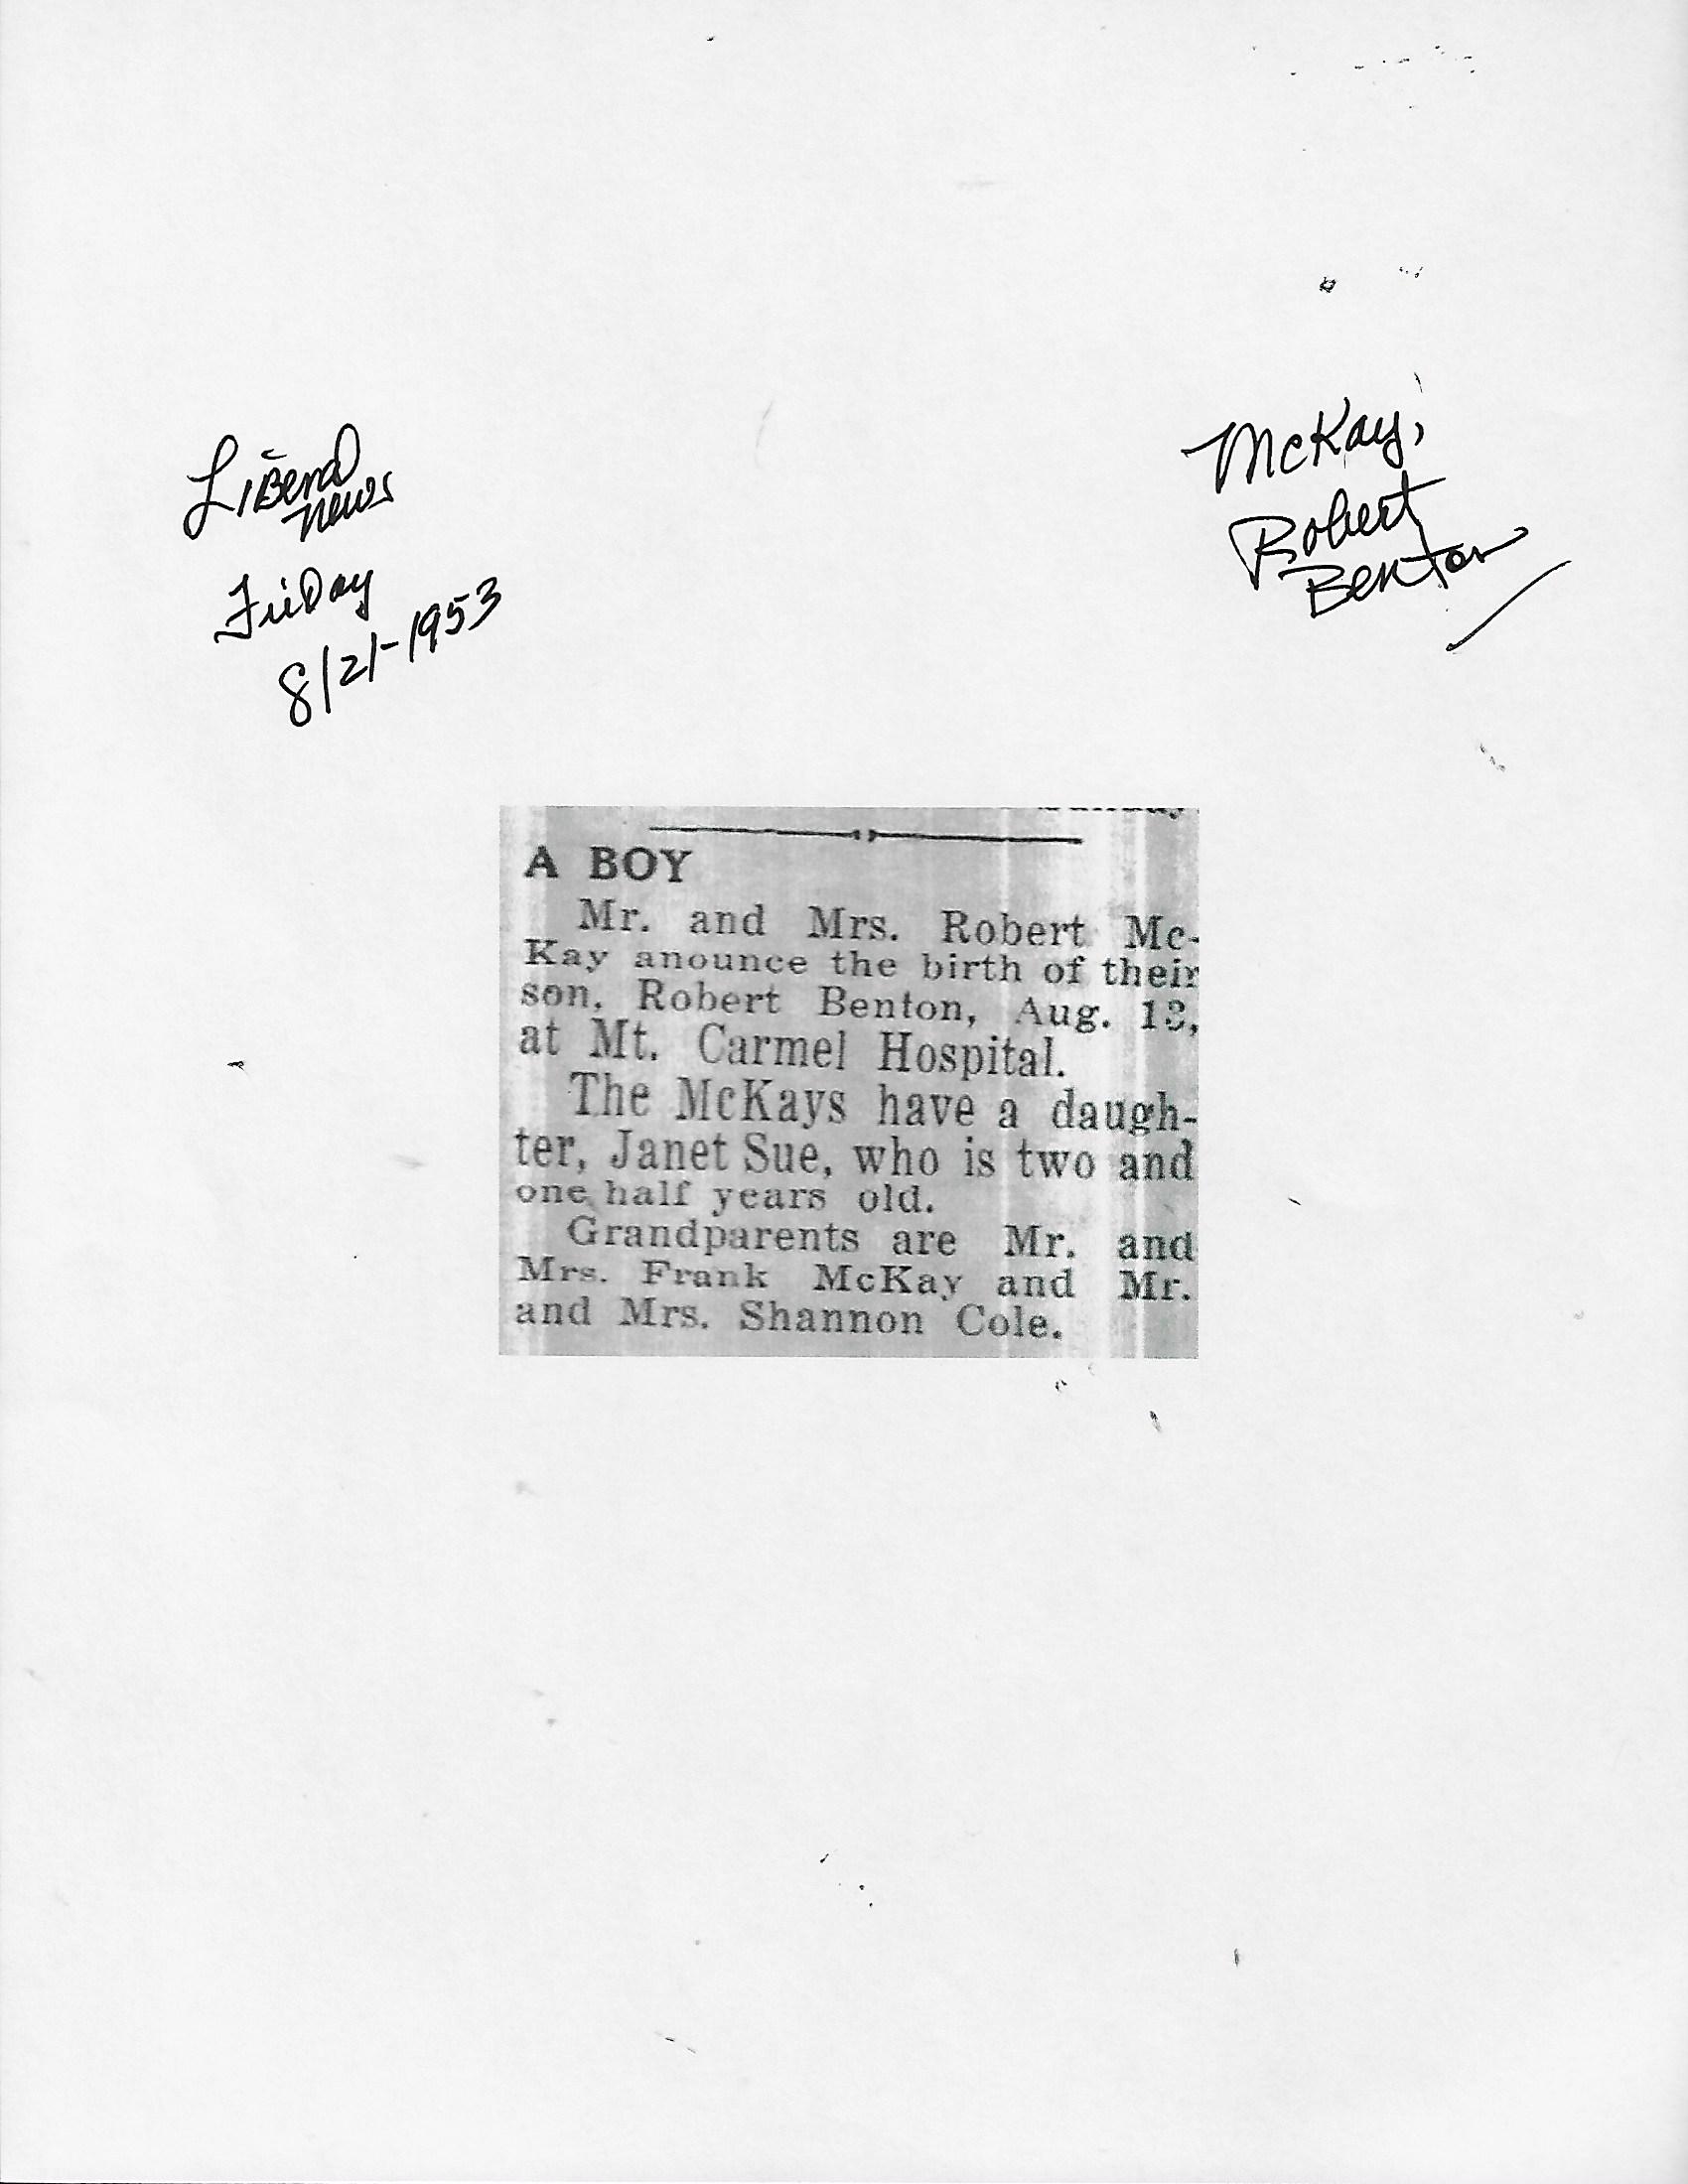 Liberal
News
Friday
8/21-1953
McKay,
Robert
Benton
A BOY
Mr. and Mrs. Robert Mc-
Kay anounce the birth of their
son, Robert Benton, Aug. 13,
at Mt. Carmel Hospital.
The McKays have a daugh-
ter, Janet Sue, who is two and
one half years old.
Grandparents are Mr. and
Mrs. Frank McKay and Mr.
and Mrs. Shannon Cole.